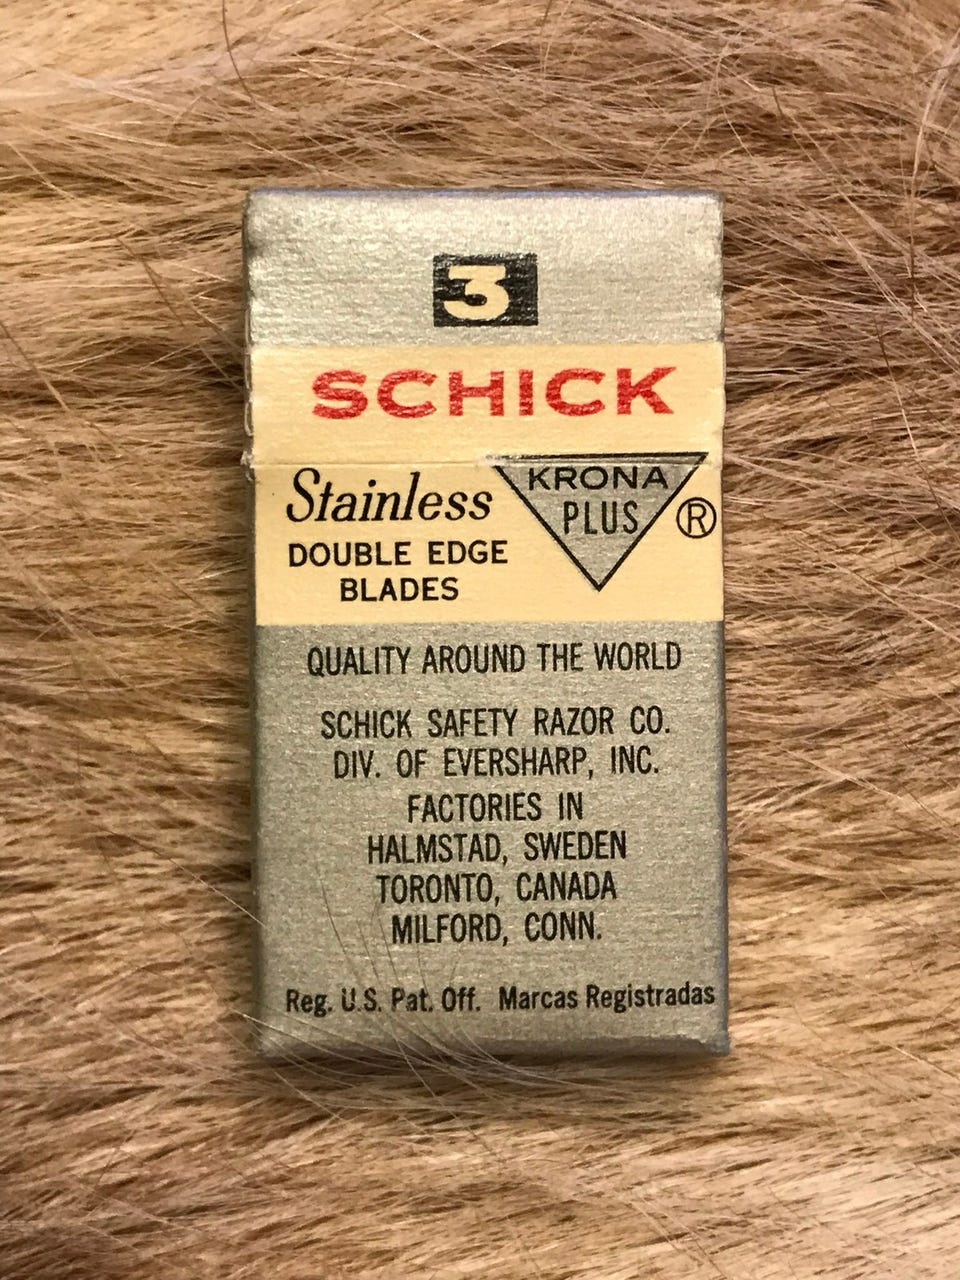 3
SCHICK
Stainless
KRONA
PLUS ®
DOUBLE EDGE
BLADES
QUALITY AROUND THE WORLD
SCHICK SAFETY RAZOR CO.
DIV. OF EVERSHARP, INC.
FACTORIES IN
HALMSTAD, SWEDEN
TORONTO, CANADA
MILFORD, CONN.
Reg. U.S. Pat. Off. Marcas Registradas